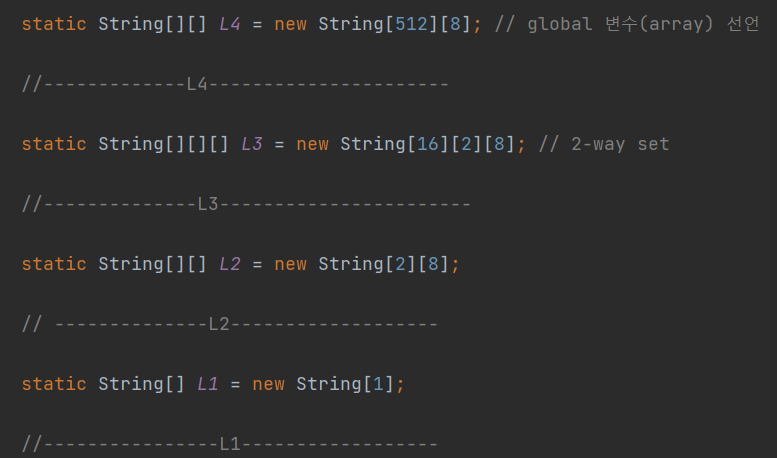 static String[][] L4 = new String[512][8]; // global 변수(array) 선언
//-------------L4----------------------
static String[][][] L3 = new String[16][2][8]; // 2-way set
//--------------L3-----------------------
static String[][] L2 = new String[2][8];
// --------------L2-------------------
static String[] L1 = new String[1];
//----------------L1------------------